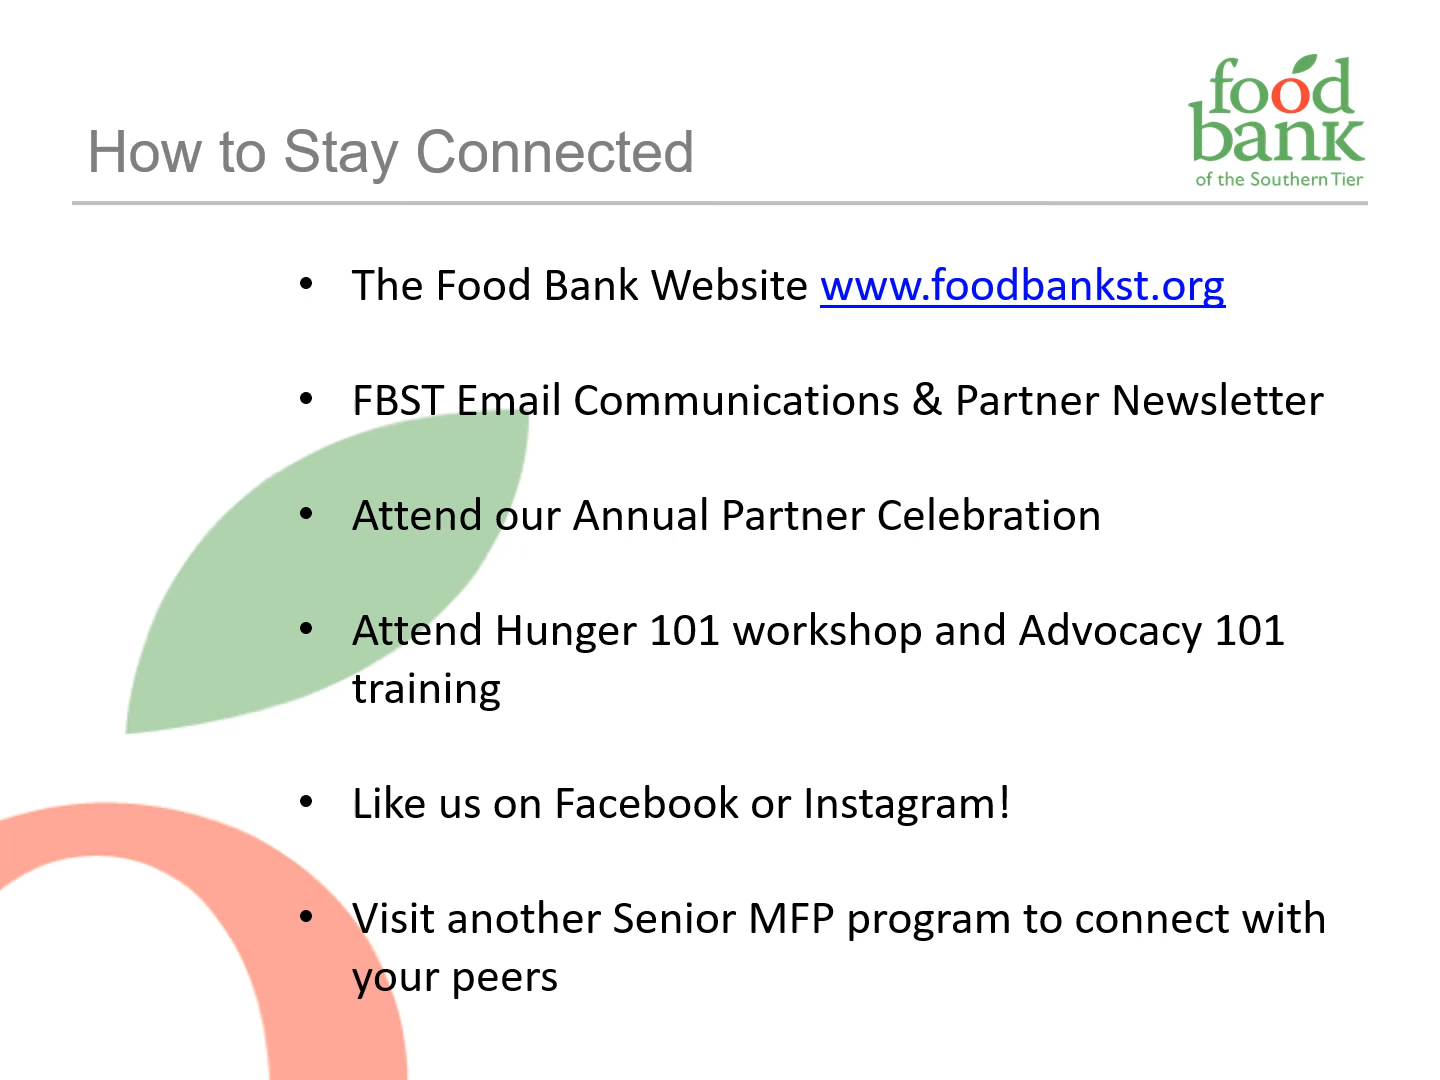 food
bank
of the Southern Tier
How to Stay Connected
• The Food Bank Website www.foodbankst.org
• FBST Email Communications & Partner Newsletter
• Attend our Annual Partner Celebration
• Attend Hunger 101 workshop and Advocacy 101
training
• Like us on Facebook or Instagram!
• Visit another Senior MFP program to connect with
your peers